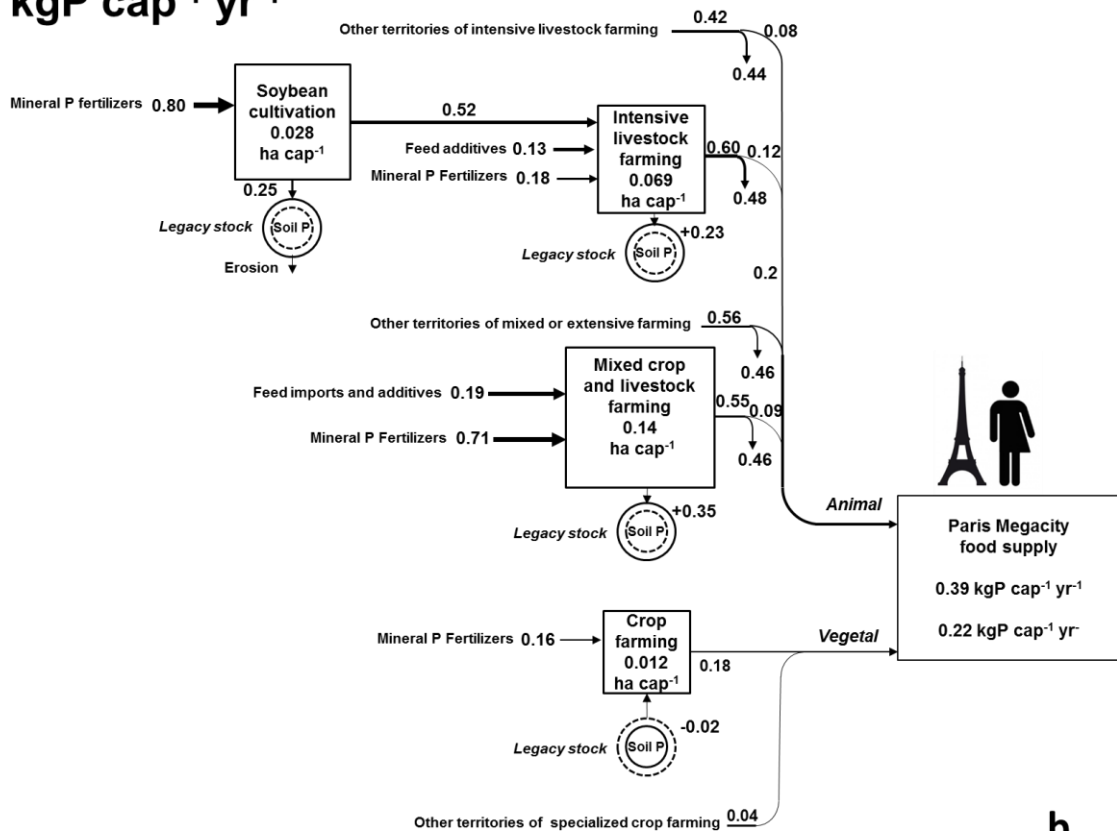 kgP cap⁻¹ yr⁻¹
Other territories of intensive livestock farming
0.42
0.08
0.44
Mineral P fertilizers 0.80
Soybean
cultivation
0.028
ha cap⁻¹
0.52
Feed additives 0.13
Mineral P Fertilizers 0.18
Intensive
livestock
farming
0.069
ha cap⁻¹
0.60
0.12
0.48
0.25
Legacy stock
Soil P
Erosion
+0.23
Legacy stock
Soil P
0.2
Other territories of mixed or extensive farming
0.56
0.46
Feed imports and additives 0.19
Mineral P Fertilizers 0.71
Mixed crop
and livestock
farming
0.14
ha cap⁻¹
0.55
0.09
0.46
+0.35
Legacy stock
Soil P
Animal
Paris Megacity
food supply
0.39 kgP cap⁻¹ yr⁻¹
0.22 kgP cap⁻¹ yr⁻
Mineral P Fertilizers 0.16
Crop
farming
0.012
ha cap⁻¹
Vegetal
0.18
-0.02
Legacy stock
Soil P
Other territories of specialized crop farming
0.04